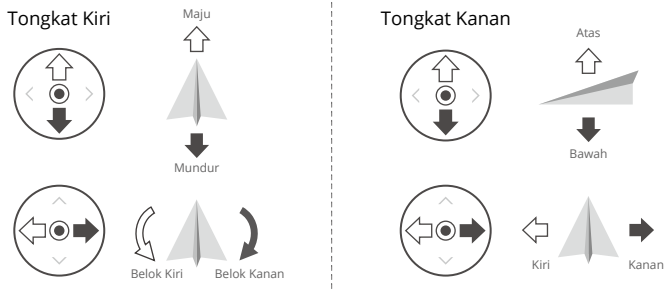 Tongkat Kiri
Maju
Mundur
Belok Kiri
Belok Kanan
Tongkat Kanan
Atas
Bawah
Kiri
Kanan